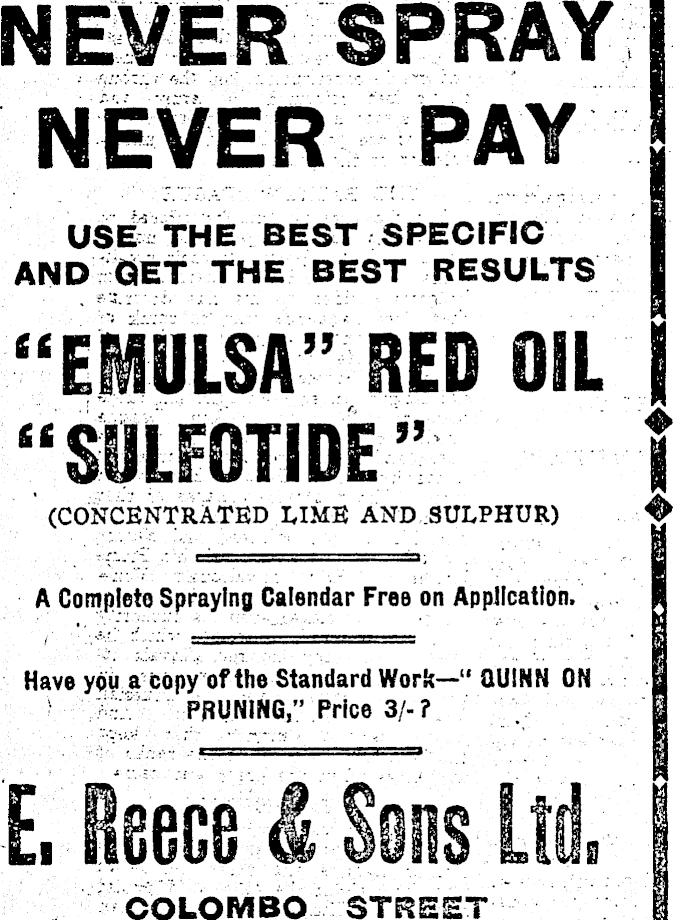 NEVER SPRAY
NEVER PAY
USE THE BEST SPECIFIC
AND GET THE BEST RESULTS
“EMULSA” RED OIL
“SULFOTIDE”
(CONCENTRATED LIME AND SULPHUR)
A Complete Spraying Calendar Free on Application.
Have you a copy of the Standard Work—“ QUINN ON
PRUNING,” Price 3/- ?
E. Reece & Sons Ltd.
COLOMBO STREET